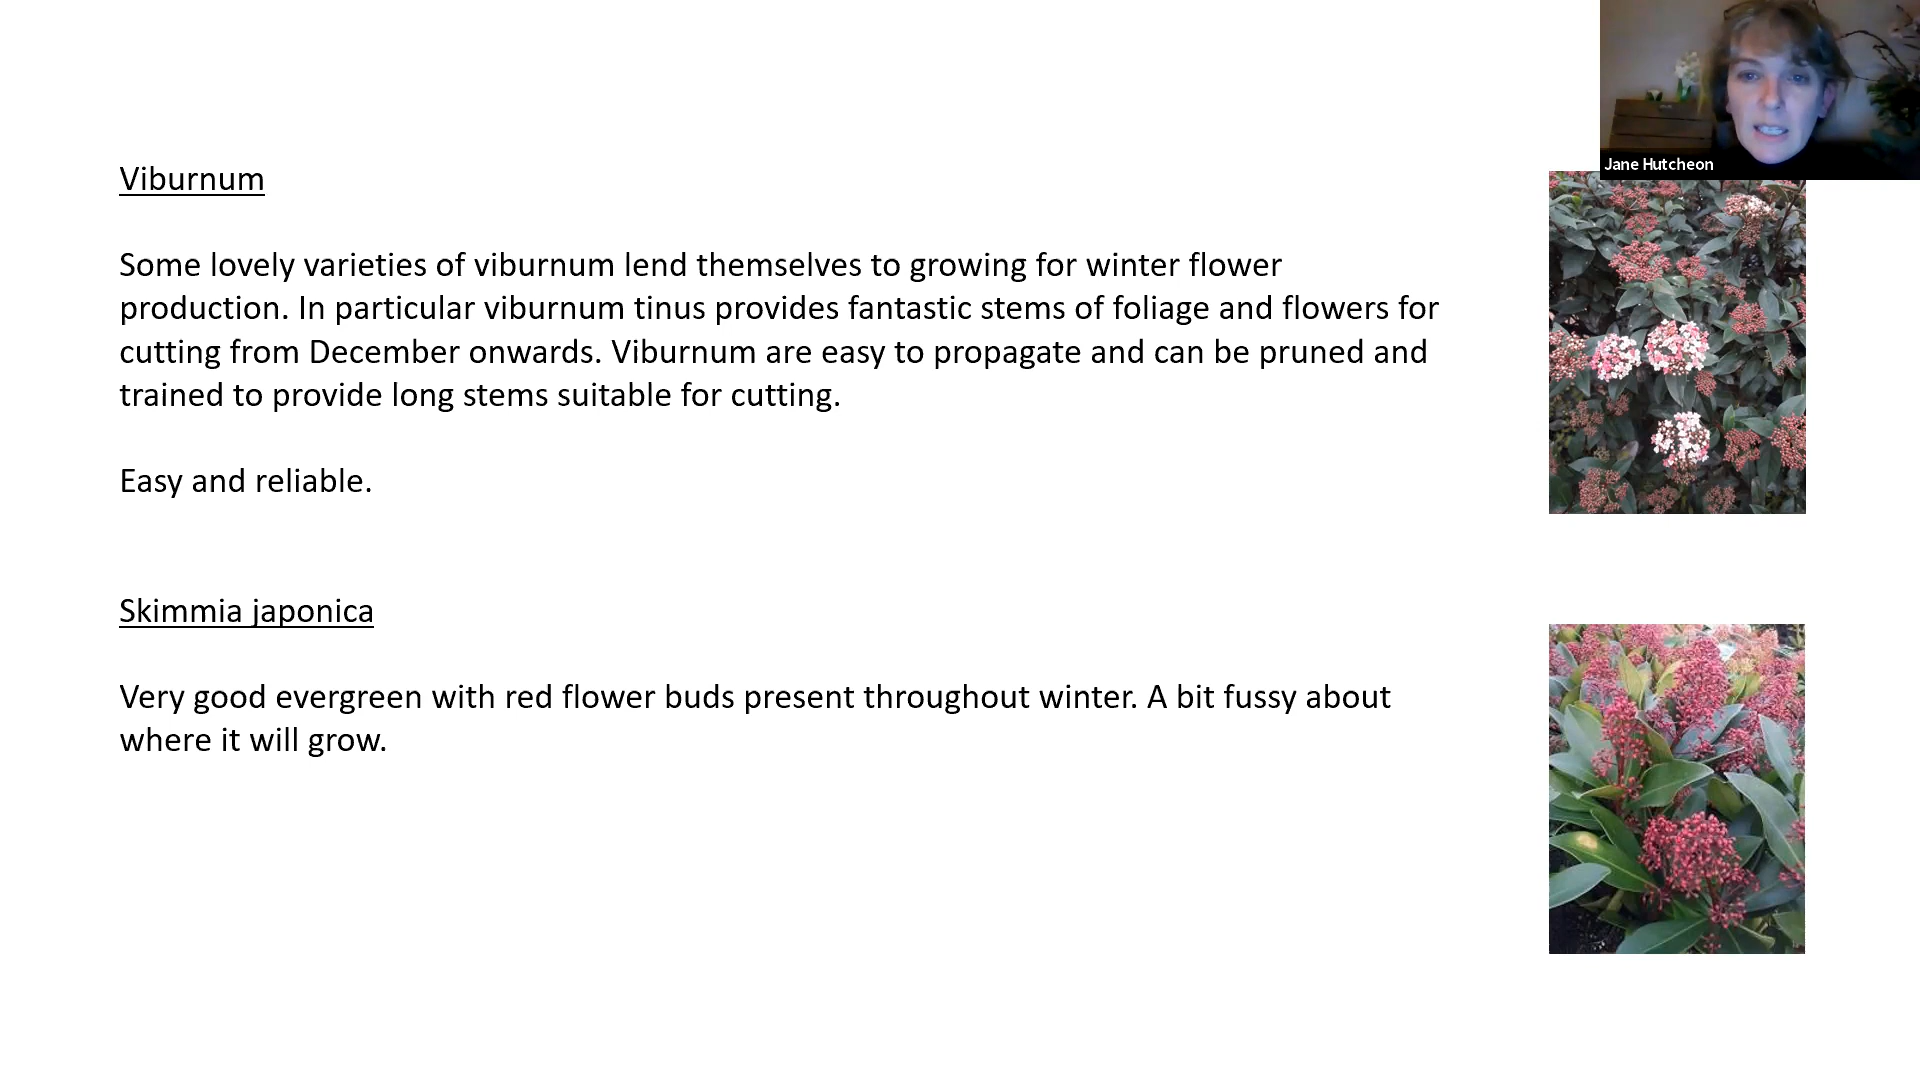 Jane Hutcheon
Viburnum
Some lovely varieties of viburnum lend themselves to growing for winter flower
production. In particular viburnum tinus provides fantastic stems of foliage and flowers for
cutting from December onwards. Viburnum are easy to propagate and can be pruned and
trained to provide long stems suitable for cutting.
Easy and reliable.
Skimmia japonica
Very good evergreen with red flower buds present throughout winter. A bit fussy about
where it will grow.